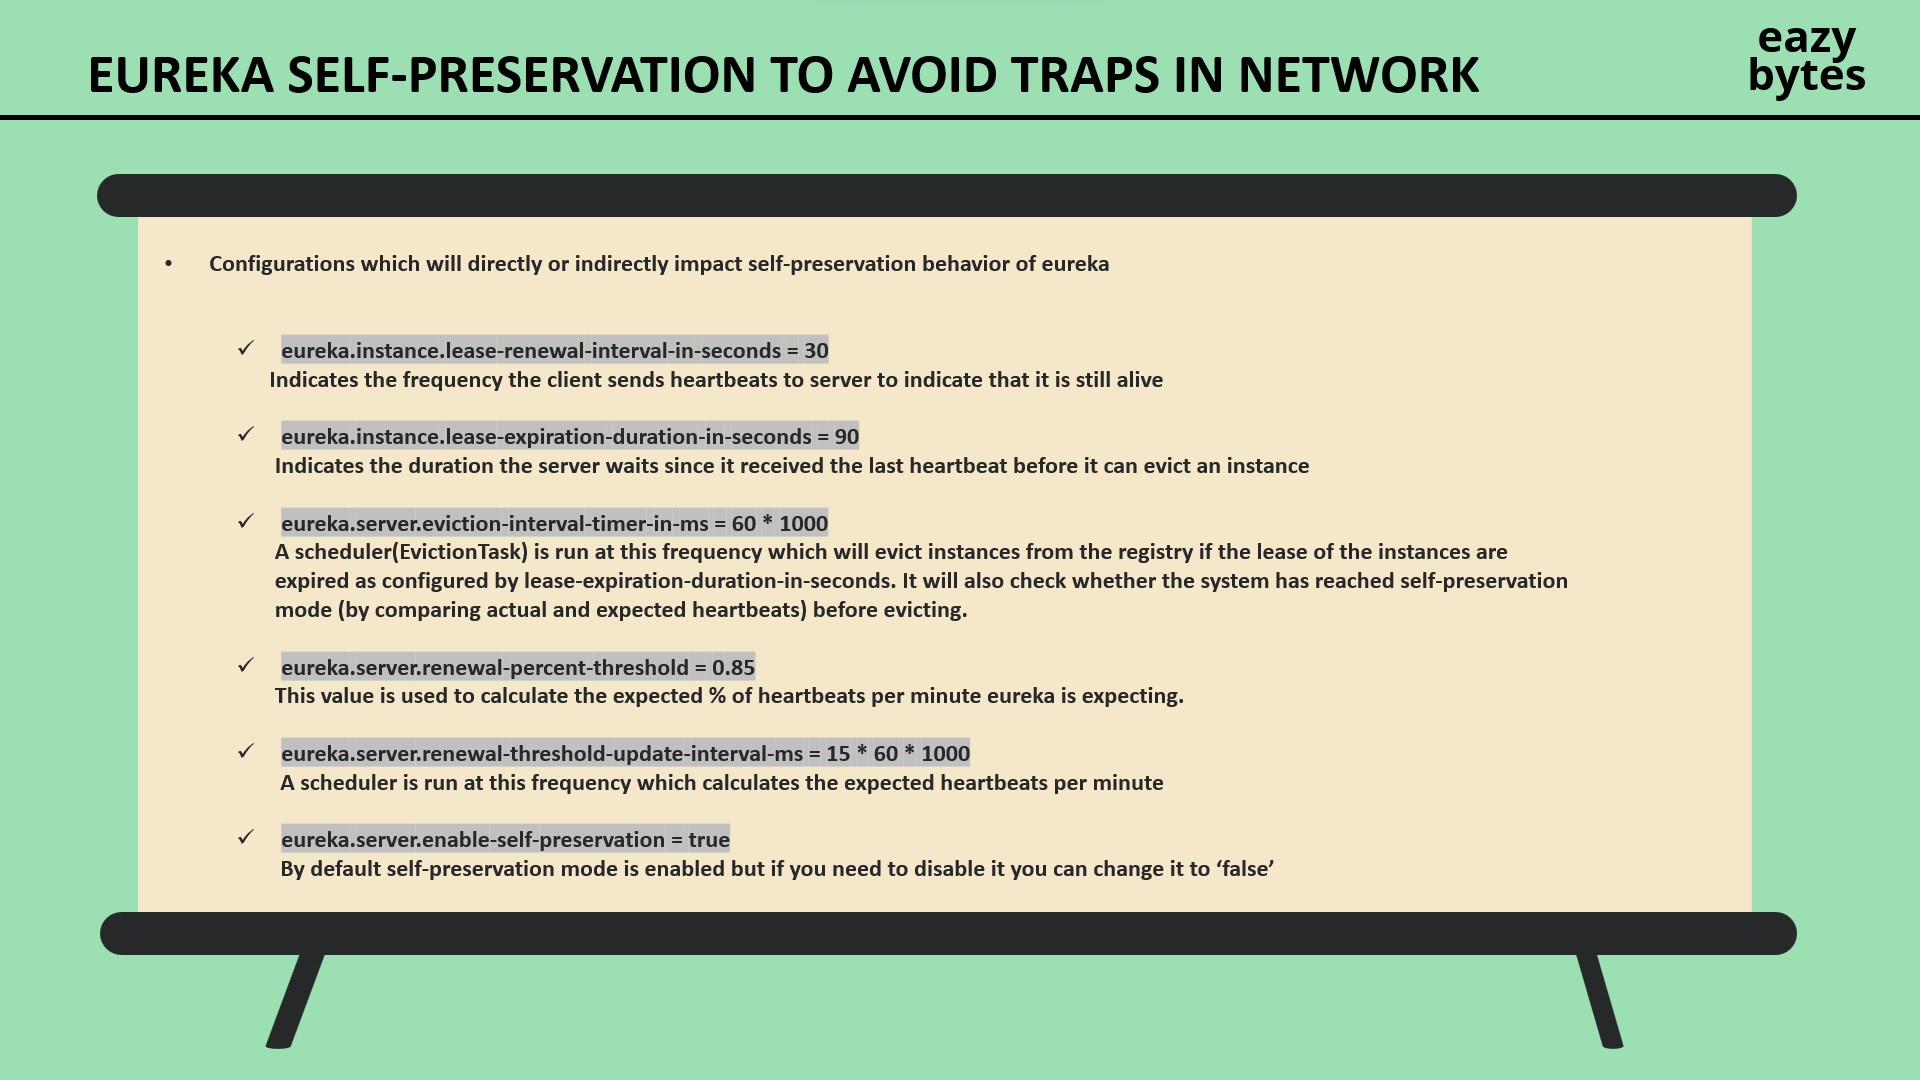 EUREKA SELF-PRESERVATION TO AVOID TRAPS IN NETWORK
eazy
bytes
• Configurations which will directly or indirectly impact self-preservation behavior of eureka
✓ eureka.instance.lease-renewal-interval-in-seconds = 30
Indicates the frequency the client sends heartbeats to server to indicate that it is still alive
✓ eureka.instance.lease-expiration-duration-in-seconds = 90
Indicates the duration the server waits since it received the last heartbeat before it can evict an instance
✓ eureka.server.eviction-interval-timer-in-ms = 60 * 1000
A scheduler(EvictionTask) is run at this frequency which will evict instances from the registry if the lease of the instances are
expired as configured by lease-expiration-duration-in-seconds. It will also check whether the system has reached self-preservation
mode (by comparing actual and expected heartbeats) before evicting.
✓ eureka.server.renewal-percent-threshold = 0.85
This value is used to calculate the expected % of heartbeats per minute eureka is expecting.
✓ eureka.server.renewal-threshold-update-interval-ms = 15 * 60 * 1000
A scheduler is run at this frequency which calculates the expected heartbeats per minute
✓ eureka.server.enable-self-preservation = true
By default self-preservation mode is enabled but if you need to disable it you can change it to ‘false’